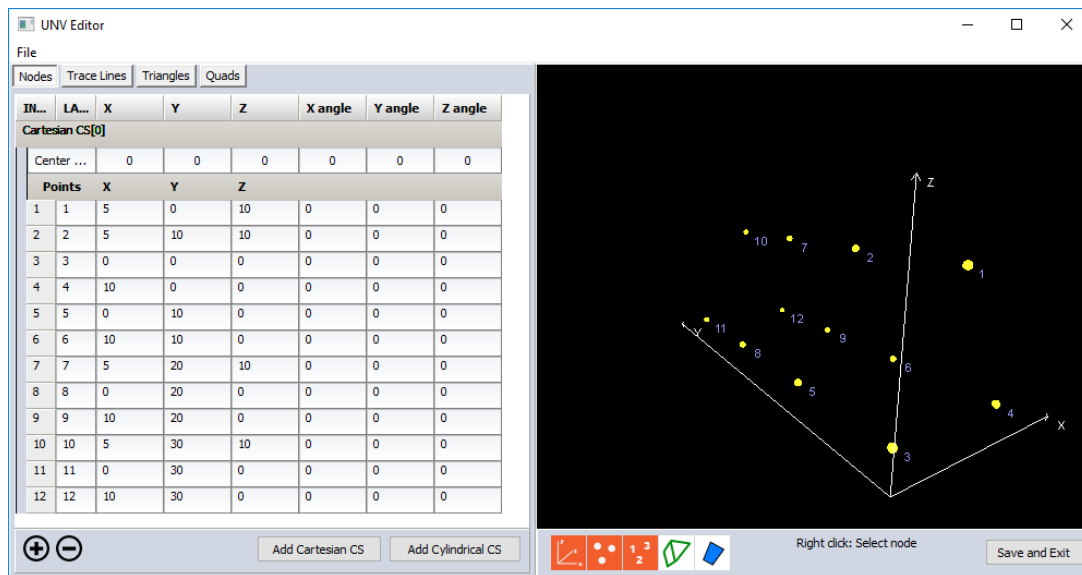 UNV Editor
File
Nodes Trace Lines Triangles Quads
IN... LA... X Y Z X angle Y angle Z angle
Cartesian CS[0]
Center ... 0 0 0 0 0 0
Points X Y Z
1 1 5 0 10 0 0 0
2 2 5 10 10 0 0 0
3 3 0 0 0 0 0 0
4 4 10 0 0 0 0 0
5 5 0 10 0 0 0 0
6 6 10 10 0 0 0 0
7 7 5 20 10 0 0 0
8 8 0 20 0 0 0 0
9 9 10 20 0 0 0 0
10 10 5 30 10 0 0 0
11 11 0 30 0 0 0 0
12 12 10 30 0 0 0 0
Add Cartesian CS Add Cylindrical CS
Z
10 7 2 1
12
11 Y 9
8 6
5
4
X
3
1 3
2
Right click: Select node
Save and Exit